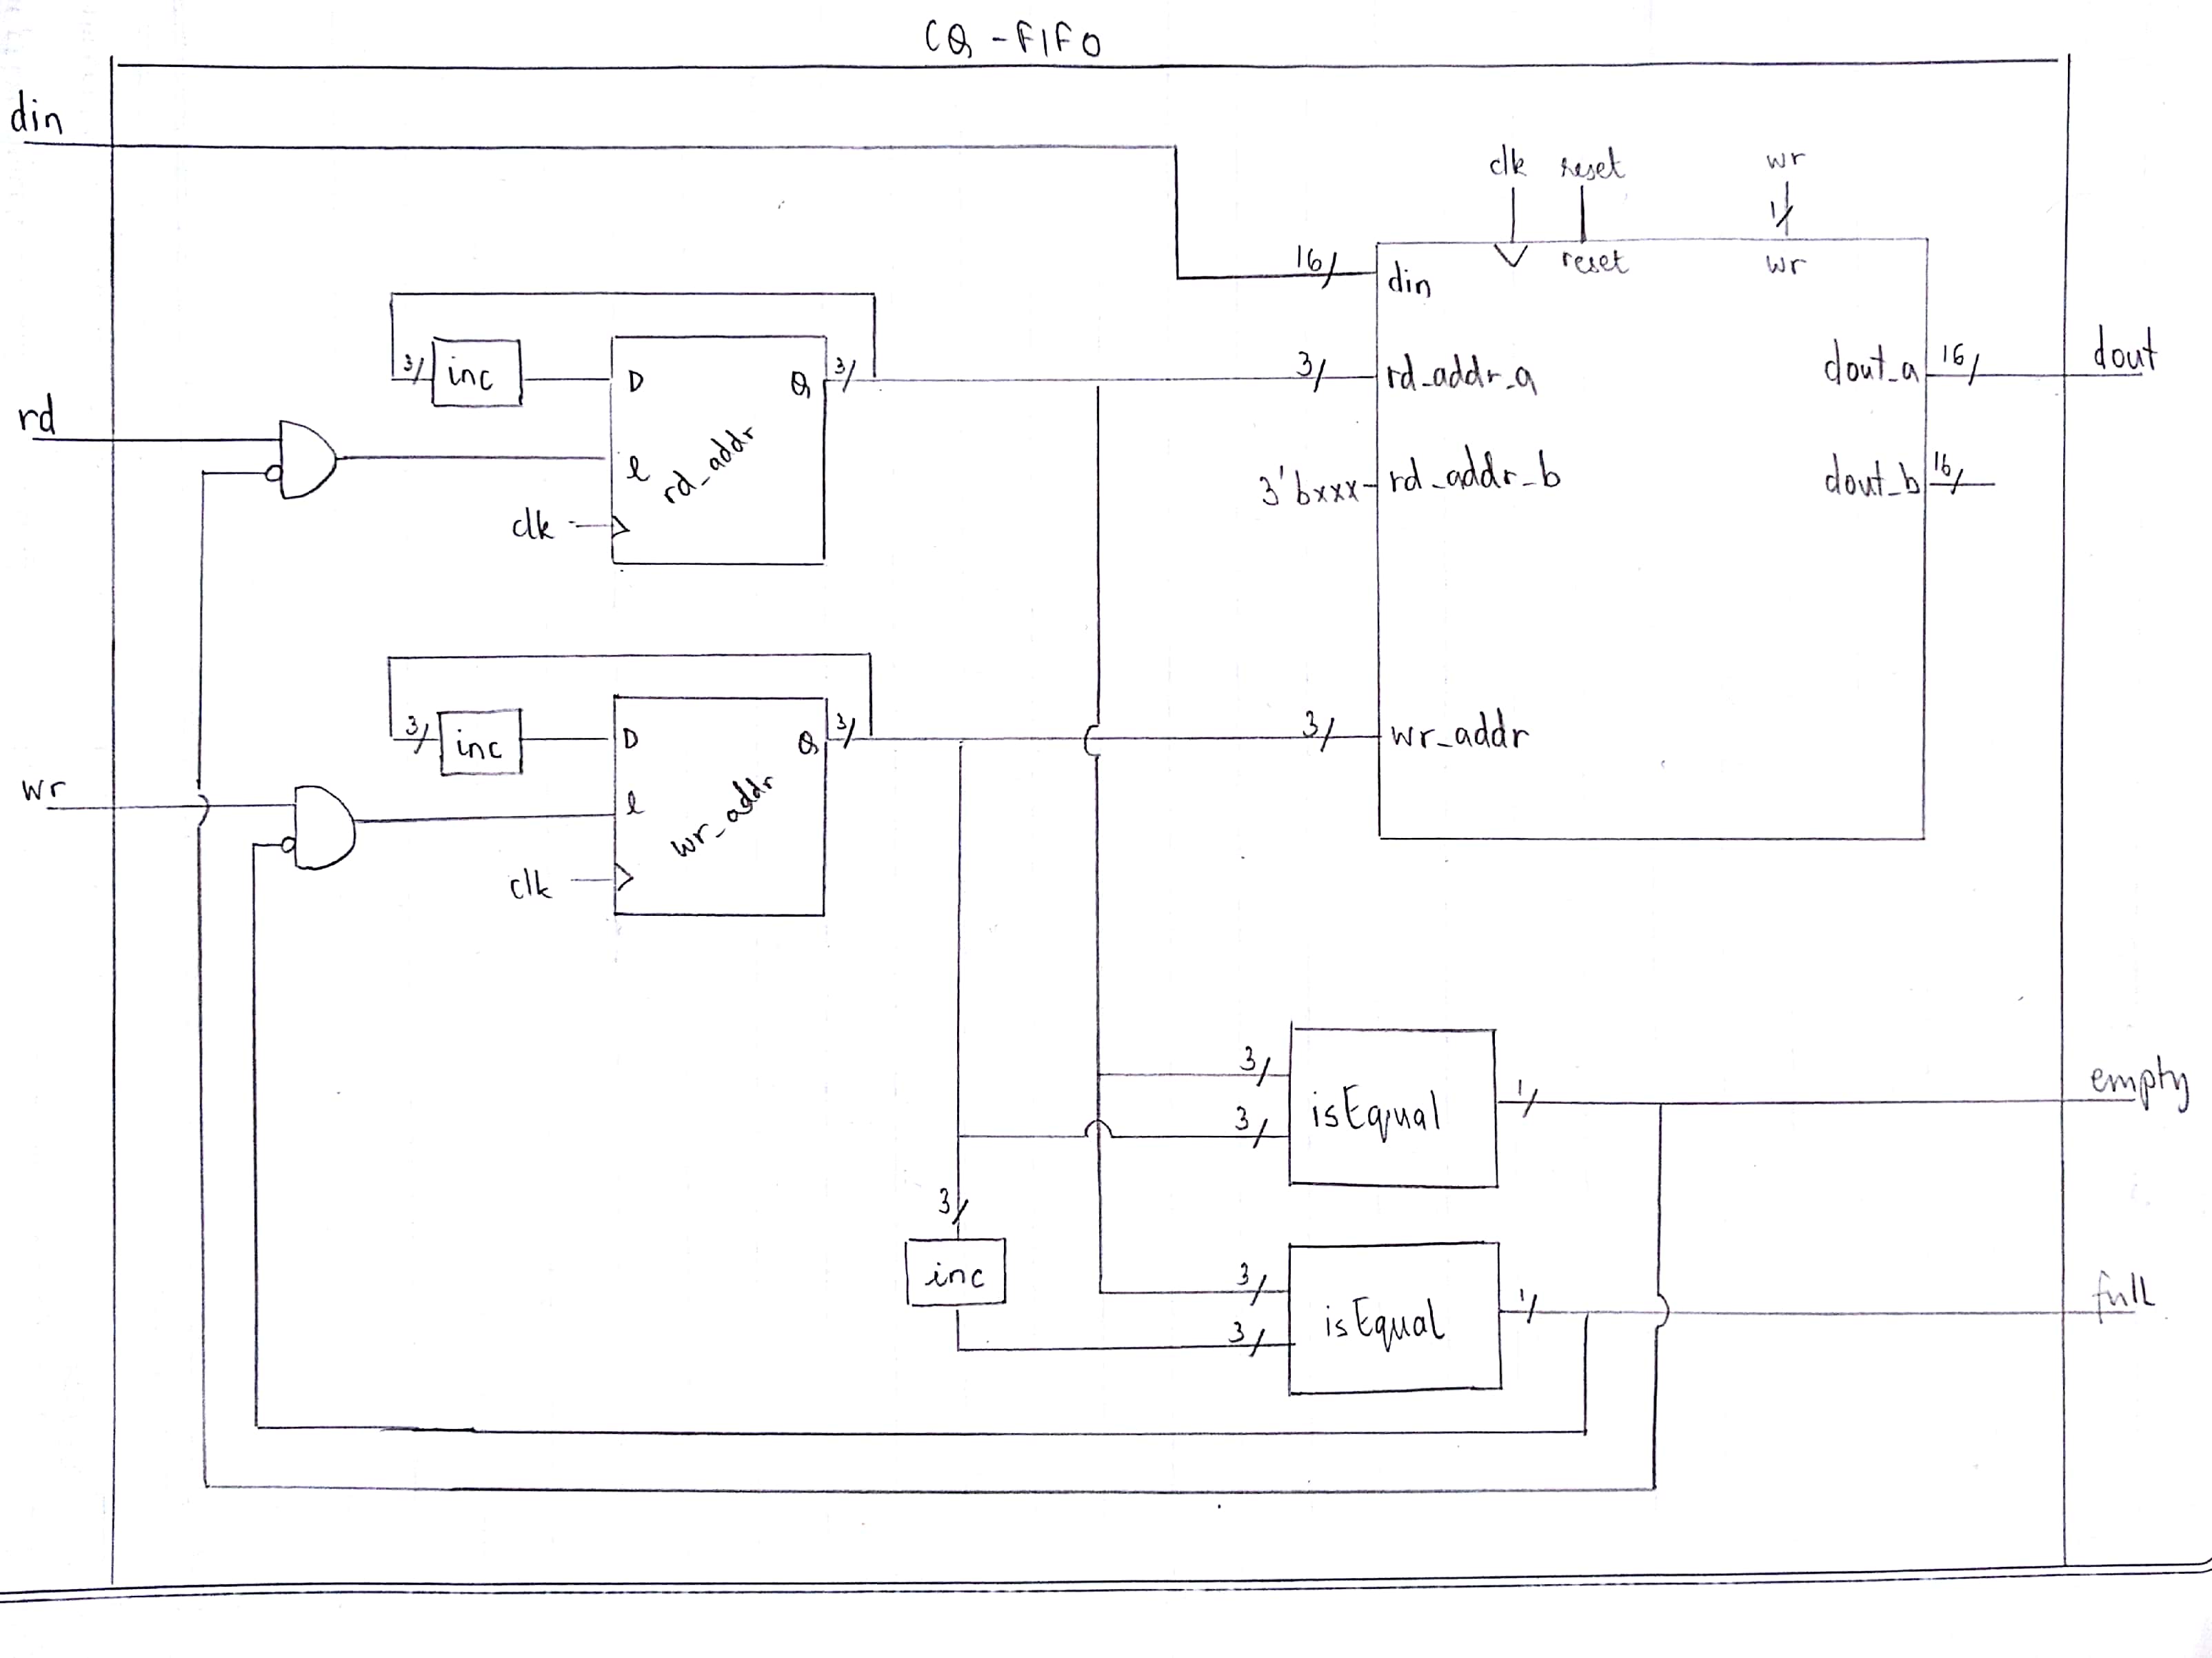 CQ-FIFO
din
clk reset wr
1/
16/ din reset wr
3/ inc D Q 3/ 3/ rd_addr_a dout_a 16/ dout
rd
e rd_addr 3'bxxx rd_addr_b dout_b 16/
clk
3/ inc D Q 3/ 3/ wr_addr
wr
e wr_addr
clk
3/
isEqual 1/ empty
3/
3/
inc 3/
isEqual 1/ full
3/